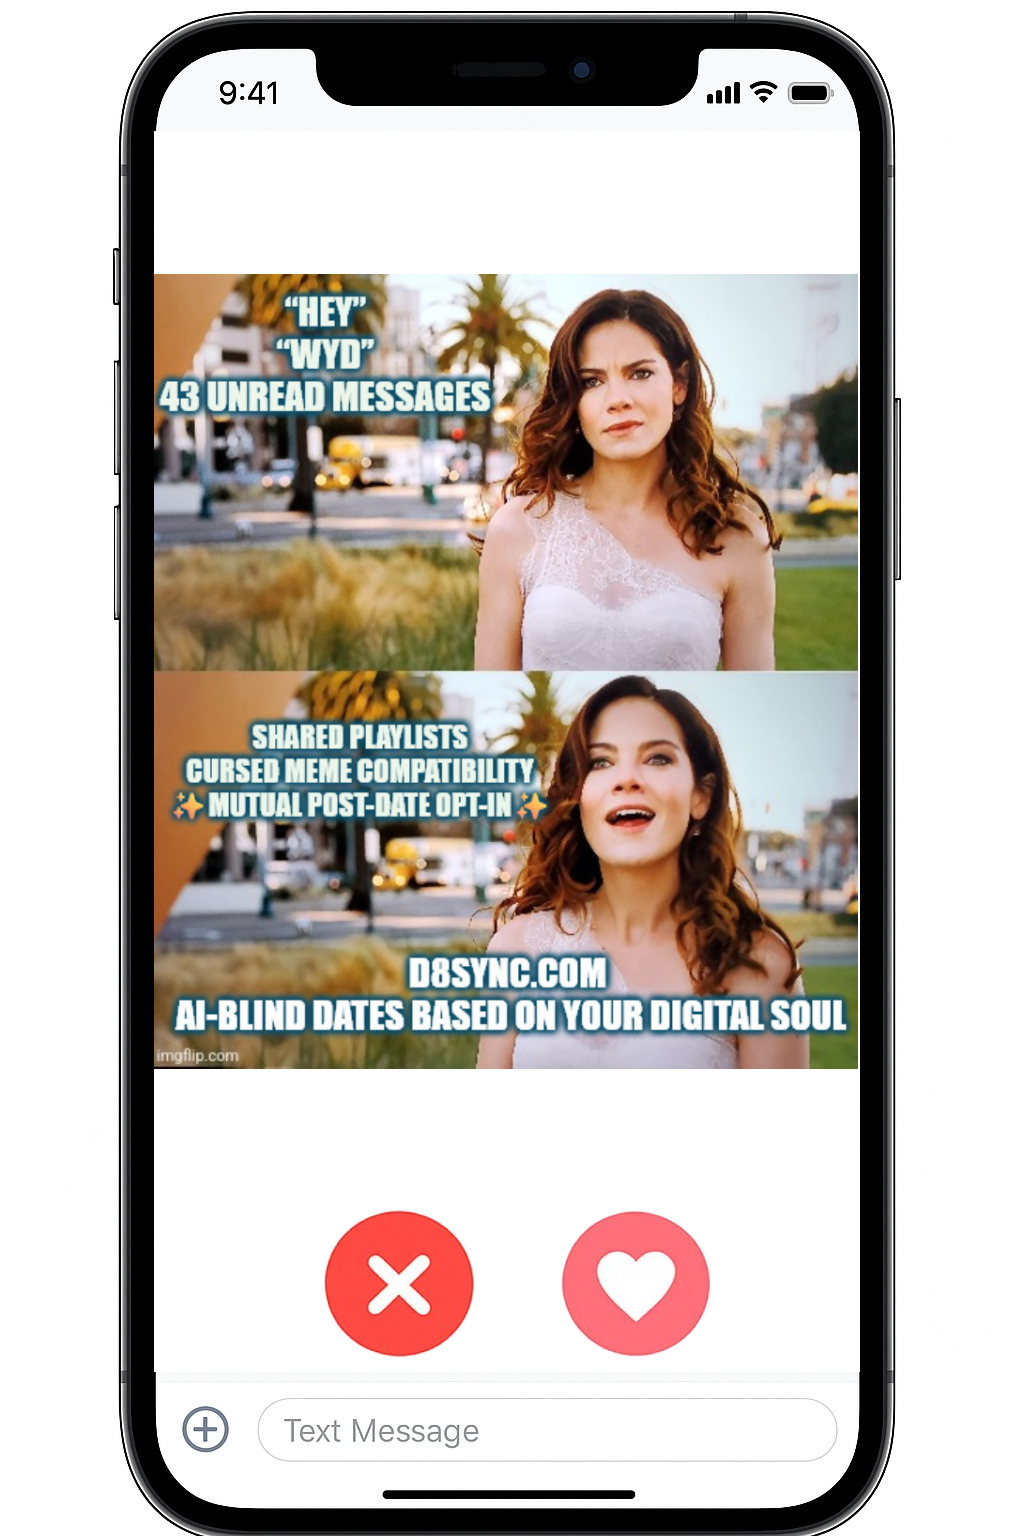 9:41
“HEY”
“WYD”
43 UNREAD MESSAGES
SHARED PLAYLISTS
CURSED MEME COMPATIBILITY
✨ MUTUAL POST-DATE OPT-IN ✨
D8SYNC.COM
AI-BLIND DATES BASED ON YOUR DIGITAL SOUL
imgflip.com
Text Message